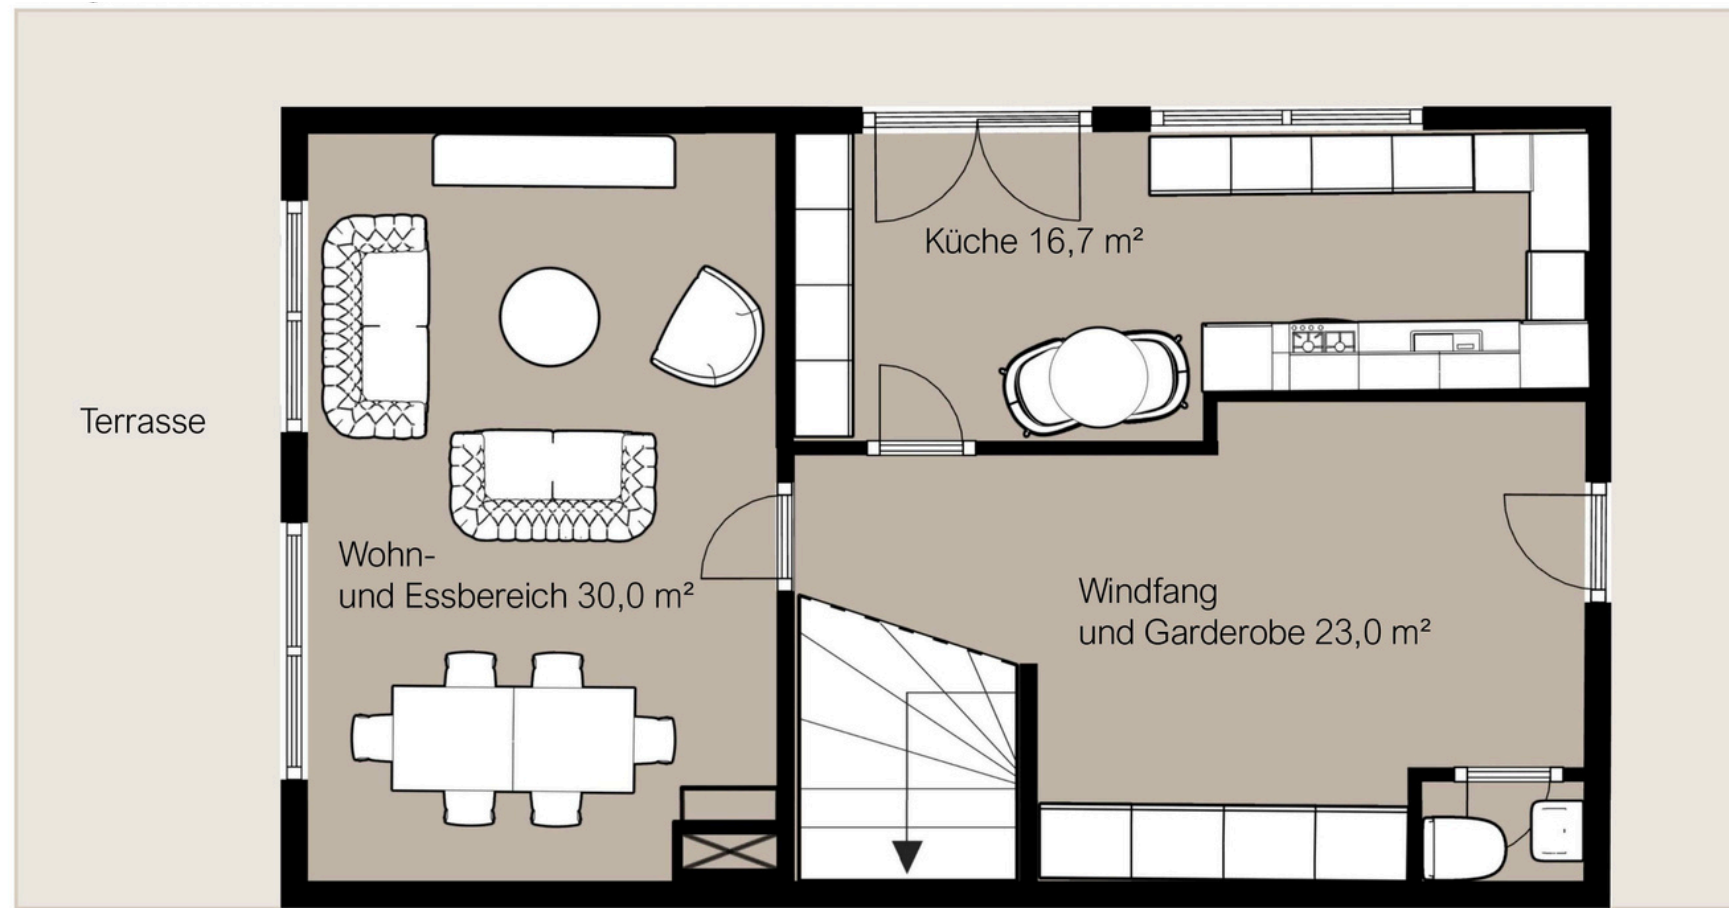 Küche 16,7 m²
Terrasse
Wohn-
und Essbereich 30,0 m²
Windfang
und Garderobe 23,0 m²